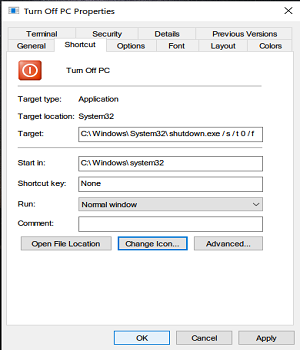 Turn Off PC Properties
Terminal Security Details Previous Versions
General Shortcut Options Font Layout Colors
Turn Off PC
Target type: Application
Target location: System32
Target: C:\Windows\System32\shutdown.exe /s /t 0 /f
Start in: C:\Windows\system32
Shortcut key: None
Run: Normal window
Comment:
Open File Location Change Icon... Advanced...
OK Cancel Apply